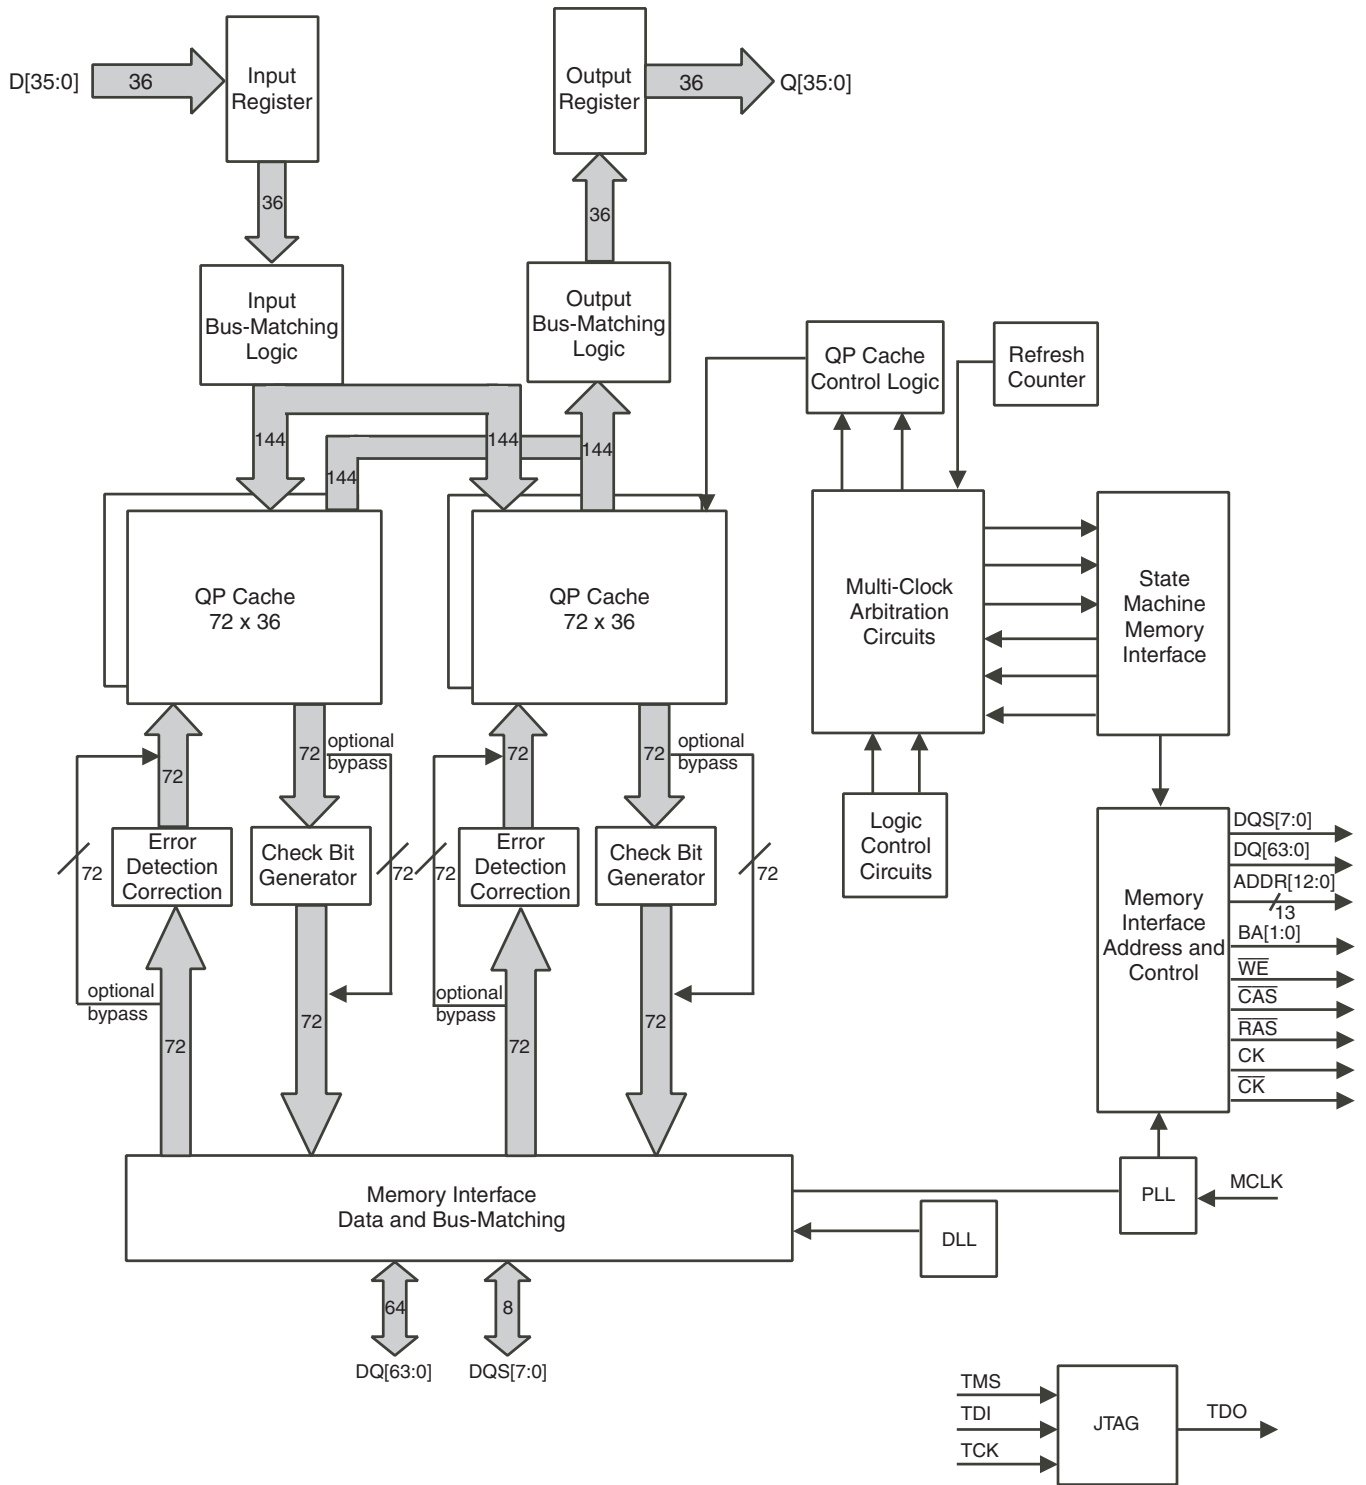 D[35:0]
36
Input
Register
Output
Register
36
Q[35:0]
36
36
Input
Bus-Matching
Logic
Output
Bus-Matching
Logic
QP Cache
Control Logic
Refresh
Counter
144
144
144
144
QP Cache
72 x 36
QP Cache
72 x 36
Multi-Clock
Arbitration
Circuits
State
Machine
Memory
Interface
72
72
optional
bypass
72
72
optional
bypass
Error
Detection
Correction
Check Bit
Generator
Error
Detection
Correction
Check Bit
Generator
72
72
72
72
Logic
Control
Circuits
Memory
Interface
Address and
Control
DQS[7:0]
DQ[63:0]
ADDR[12:0]
13
BA[1:0]
W̅E̅
C̅A̅S̅
R̅A̅S̅
CK
C̅K̅
optional
bypass
72
72
optional
bypass
72
72
Memory Interface
Data and Bus-Matching
PLL
MCLK
DLL
64
8
DQ[63:0]
DQS[7:0]
TMS
TDI
TCK
JTAG
TDO